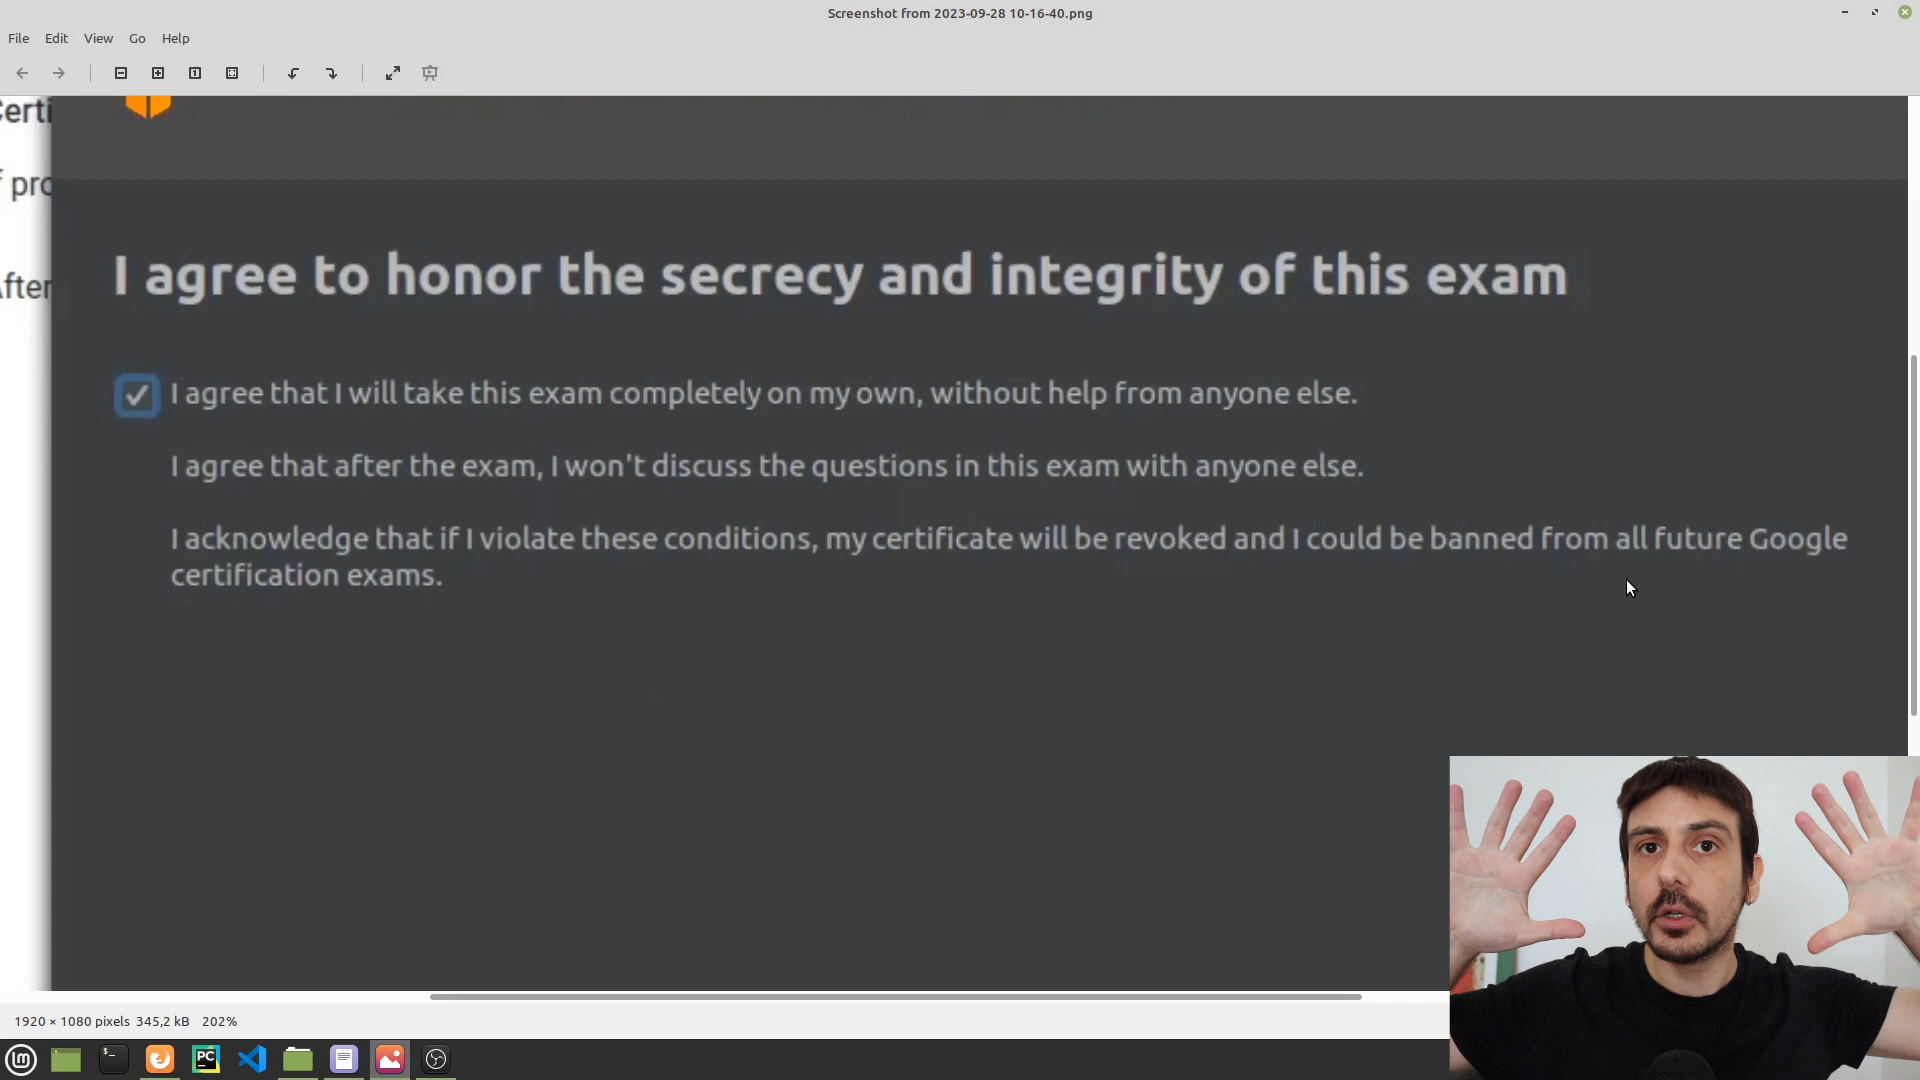 Screenshot from 2023-09-28 10-16-40.png
File Edit View Go Help
I agree to honor the secrecy and integrity of this exam
I agree that I will take this exam completely on my own, without help from anyone else.
I agree that after the exam, I won't discuss the questions in this exam with anyone else.
I acknowledge that if I violate these conditions, my certificate will be revoked and I could be banned from all future Google
certification exams.
1920 × 1080 pixels 345,2 kB 202%
PC